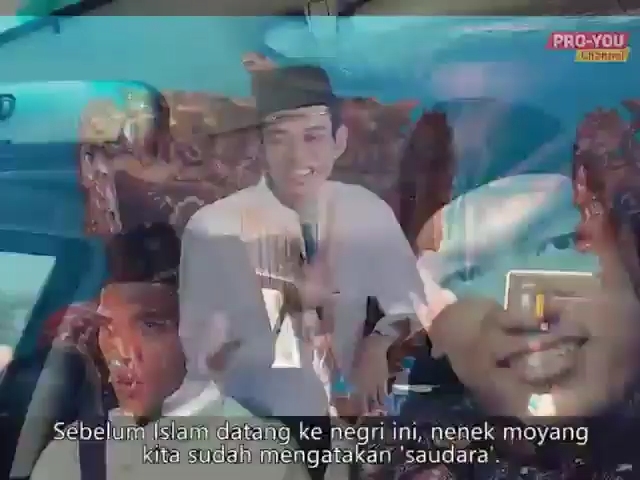 PRO-YOU
Channel
Sebelum Islam datang ke negri ini, nenek moyang
kita sudah mengatakan 'saudara'.